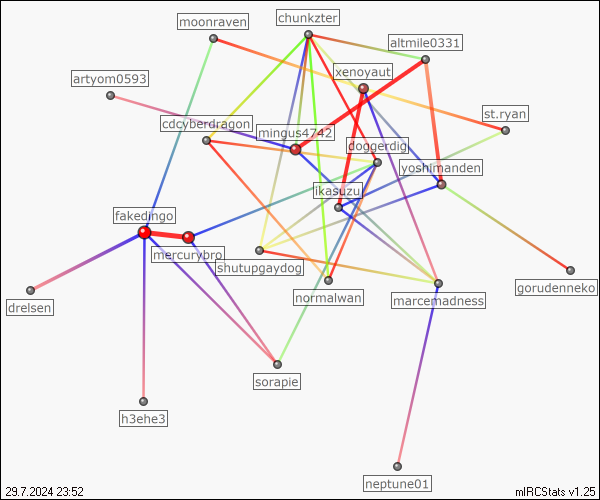 chunkzter
moonraven
altmile0331
xenoyaut
artyom0593
st.ryan
cdcyberdragon
mingus4742
doggerdig
yoshimanden
ikasuzu
fakedingo
mercurybro
shutupgaydog
gorudenneko
normalwan
marcemadness
drelsen
sorapie
h3ehe3
neptune01
29.7.2024 23:52
mIRCStats v1.25